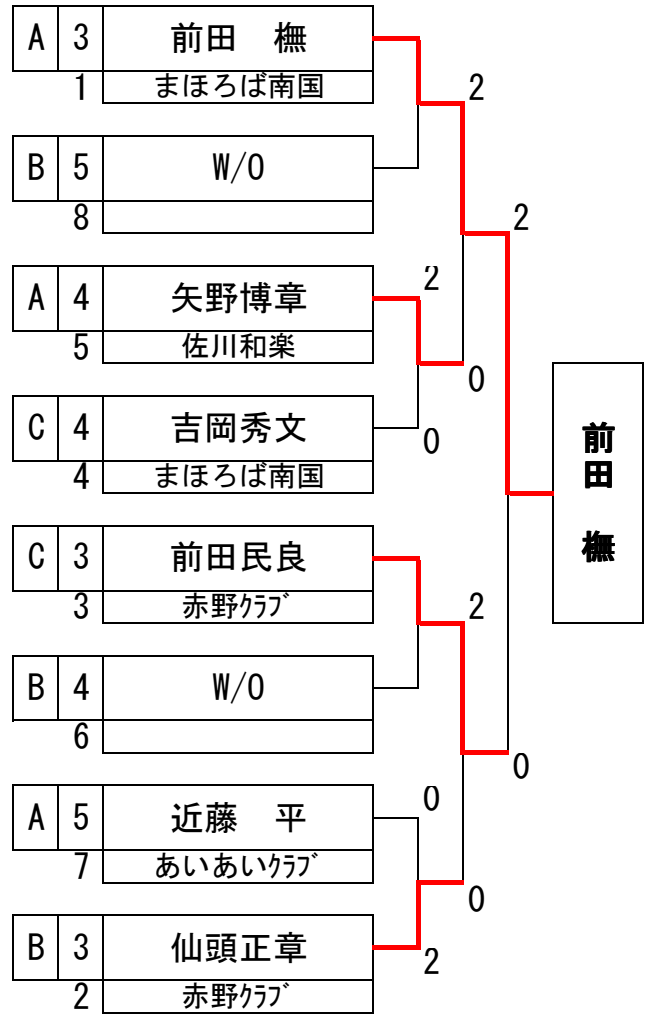 A 3 前田　橅
1 まほろば南国
2
B 5 W/O
8
2
A 4 矢野博章
2
5 佐川和楽
0
C 4 吉岡秀文
0
4 まほろば南国
前田　橅
C 3 前田民良
3 赤野ｸﾗﾌﾞ
2
B 4 W/O
6
0
A 5 近藤　平
0
7 あいあいｸﾗﾌﾞ
0
B 3 仙頭正章
2
2 赤野ｸﾗﾌﾞ